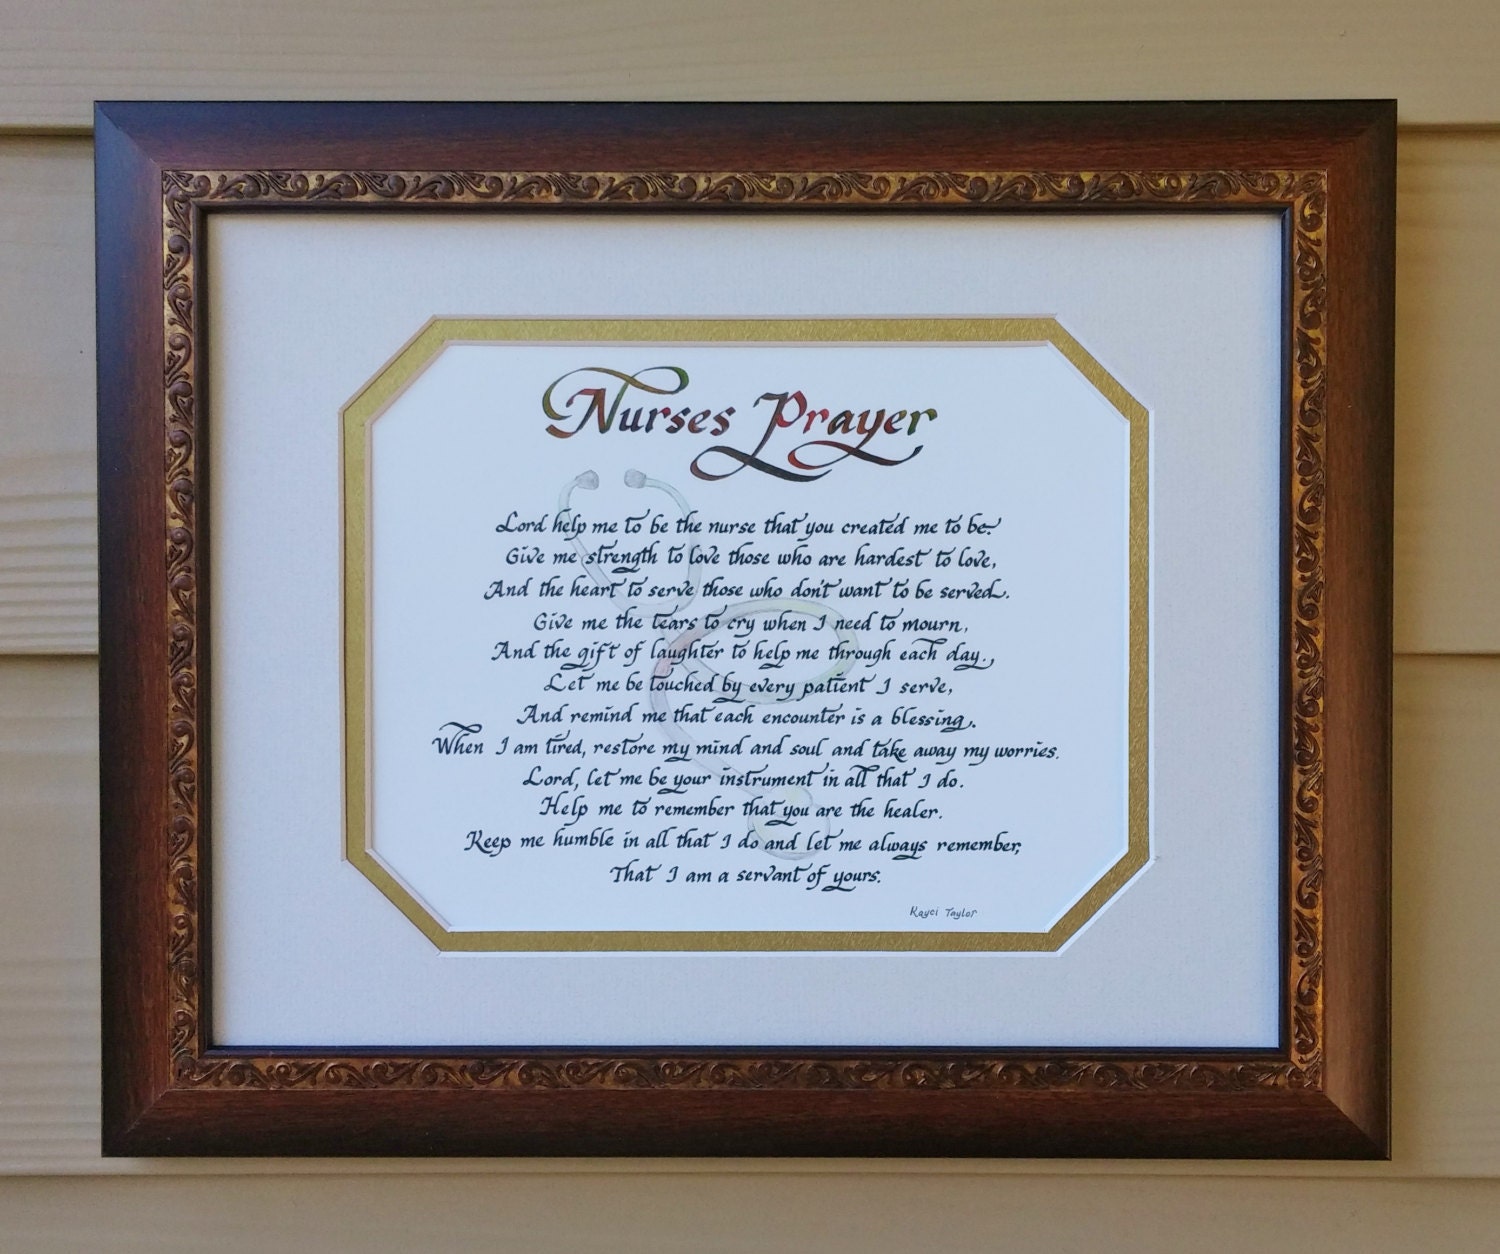 Nurses Prayer
Lord help me to be the nurse that you created me to be.
Give me strength to love those who are hardest to love,
And the heart to serve those who don't want to be served.
Give me the tears to cry when I need to mourn,
And the gift of laughter to help me through each day.,
Let me be touched by every patient I serve,
And remind me that each encounter is a blessing.
When I am tired, restore my mind and soul and take away my worries.
Lord, let me be your instrument in all that I do.
Help me to remember that you are the healer.
Keep me humble in all that I do and let me always remember,
That I am a servant of yours.
Kayci Taylor